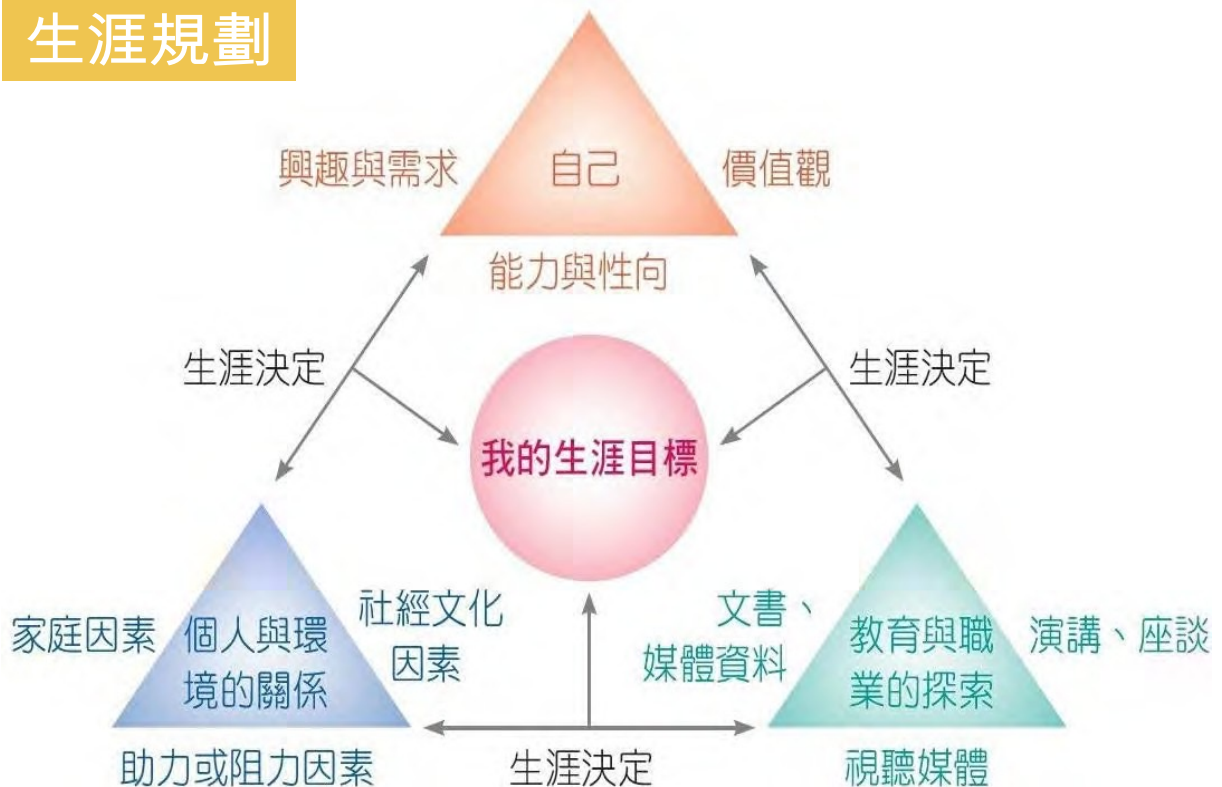 生涯規劃
興趣與需求
自己
價值觀
能力與性向
生涯決定
生涯決定
我的生涯目標
家庭因素
個人與環
境的關係
社經文化
因素
助力或阻力因素
生涯決定
文書、
媒體資料
教育與職
業的探索
演講、座談
視聽媒體